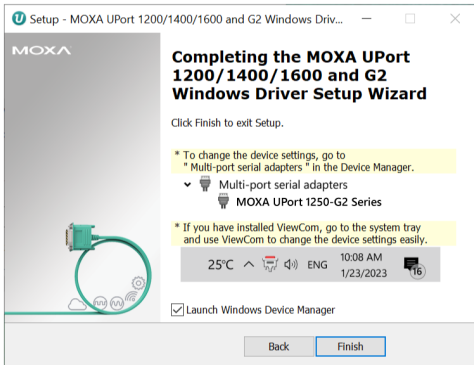 Setup - MOXA UPort 1200/1400/1600 and G2 Windows Driv...
MOXA
Completing the MOXA UPort
1200/1400/1600 and G2
Windows Driver Setup Wizard
Click Finish to exit Setup.
* To change the device settings, go to
" Multi-port serial adapters " in the Device Manager.
Multi-port serial adapters
MOXA UPort 1250-G2 Series
* If you have installed ViewCom, go to the system tray
and use ViewCom to change the device settings easily.
25°C ENG 10:08 AM
1/23/2023
16
Launch Windows Device Manager
Back Finish